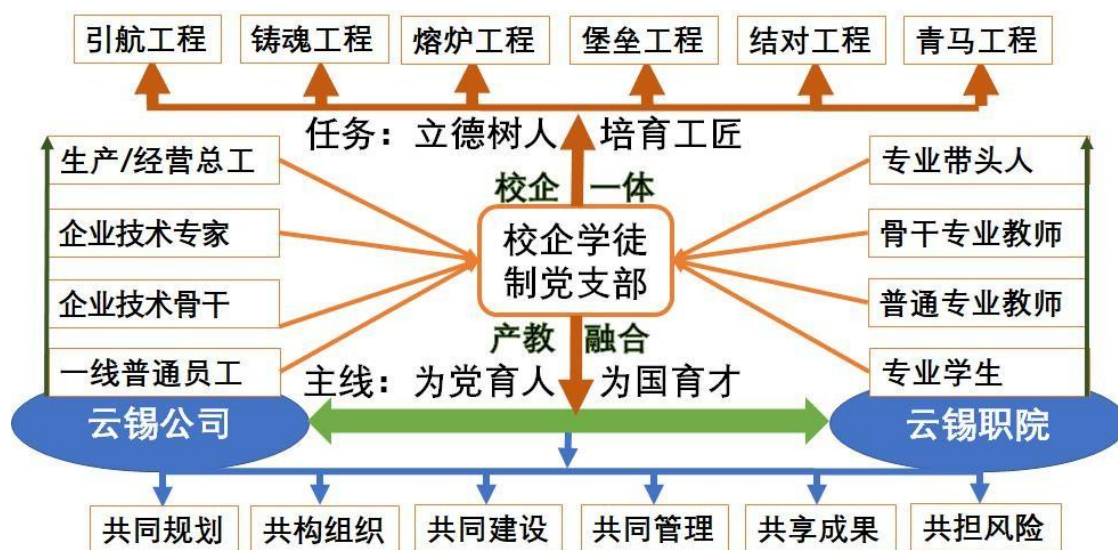 引航工程 铸魂工程 熔炉工程 堡垒工程 结对工程 青马工程
任务：立德树人 培育工匠
生产/经营总工
企业技术专家
企业技术骨干
一线普通员工
校企 一体
校企学徒
制党支部
产教 融合
主线：为党育人 为国育才
专业带头人
骨干专业教师
普通专业教师
专业学生
云锡公司
云锡职院
共同规划 共构组织 共同建设 共同管理 共享成果 共担风险